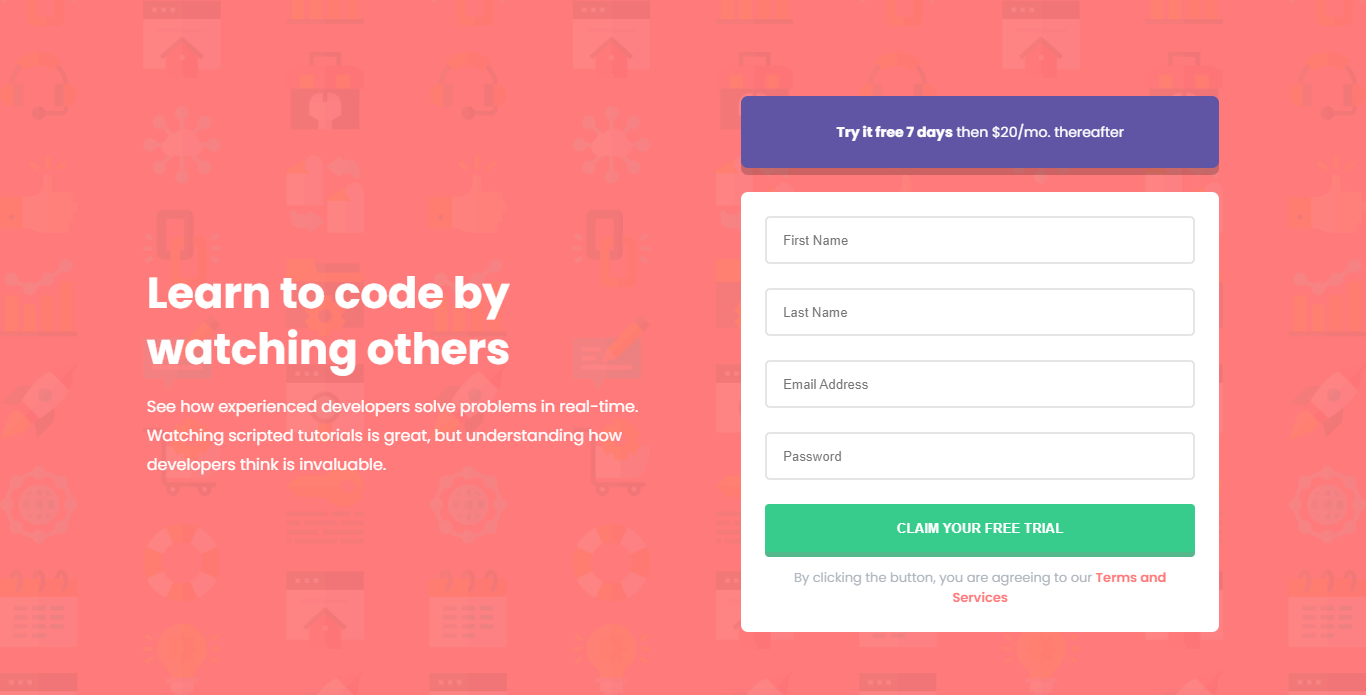 Learn to code by
watching others
See how experienced developers solve problems in real-time.
Watching scripted tutorials is great, but understanding how
developers think is invaluable.
Try it free 7 days then $20/mo. thereafter
First Name
Last Name
Email Address
Password
CLAIM YOUR FREE TRIAL
By clicking the button, you are agreeing to our Terms and
Services